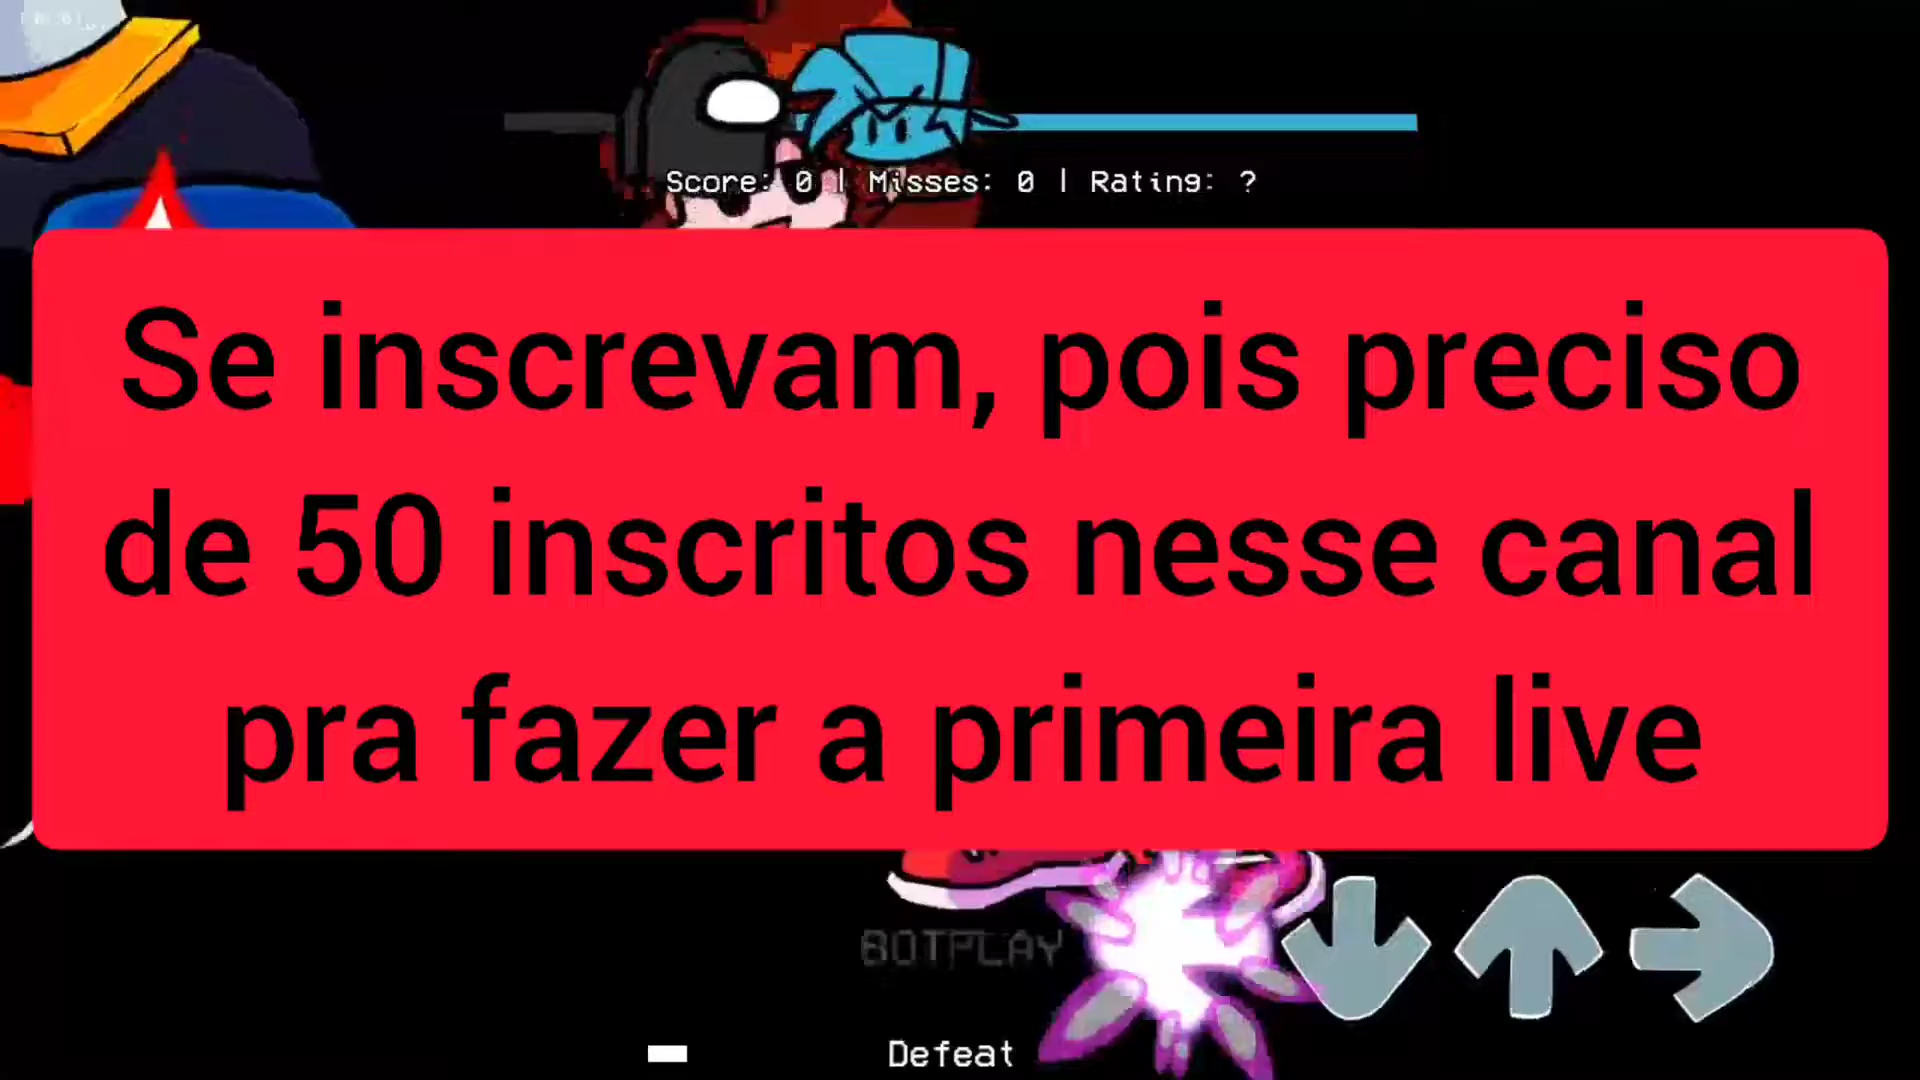 Score: 0 | Misses: 0 | Rating: ?
Se inscrevam, pois preciso
de 50 inscritos nesse canal
pra fazer a primeira live
BOTPLAY
Defeat